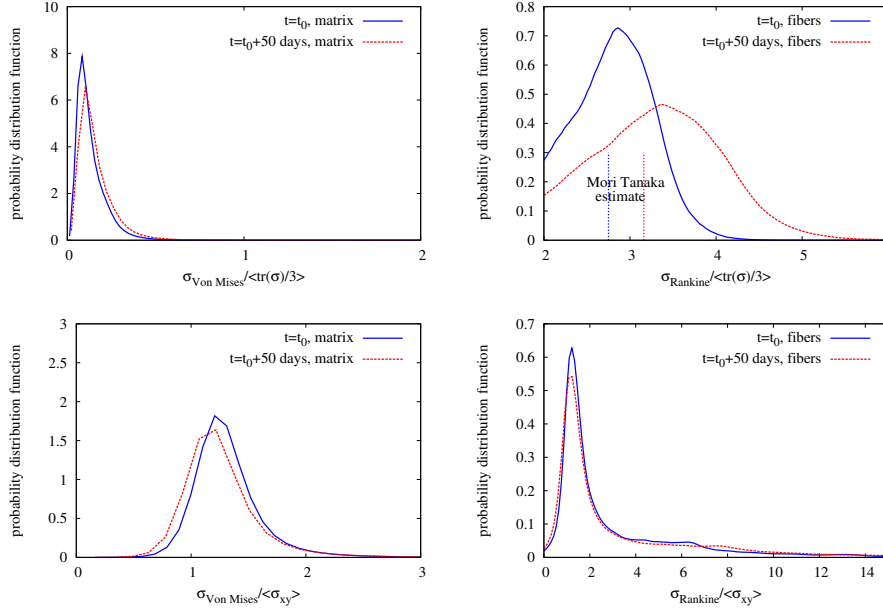 10
8
6
4
2
0
0
1
2
probability distribution function
σVon Mises/<tr(σ)/3>
t=t0, matrix
t=t0+50 days, matrix
0.8
0.7
0.6
0.5
0.4
0.3
0.2
0.1
0
2
3
4
5
probability distribution function
σRankine/<tr(σ)/3>
t=t0, fibers
t=t0+50 days, fibers
Mori Tanaka
estimate
3
2.5
2
1.5
1
0.5
0
0
1
2
3
probability distribution function
σVon Mises/<σxy>
t=t0, matrix
t=t0+50 days, matrix
0.7
0.6
0.5
0.4
0.3
0.2
0.1
0
0
2
4
6
8
10
12
14
probability distribution function
σRankine/<σxy>
t=t0, fibers
t=t0+50 days, fibers